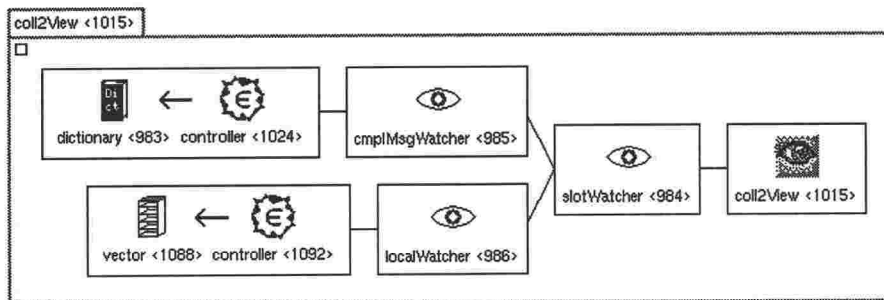 coll2View <1015>
Di
ct
dictionary <983> controller <1024>
cmplMsgWatcher <985>
slotWatcher <984>
coll2View <1015>
vector <1088> controller <1092>
localWatcher <986>